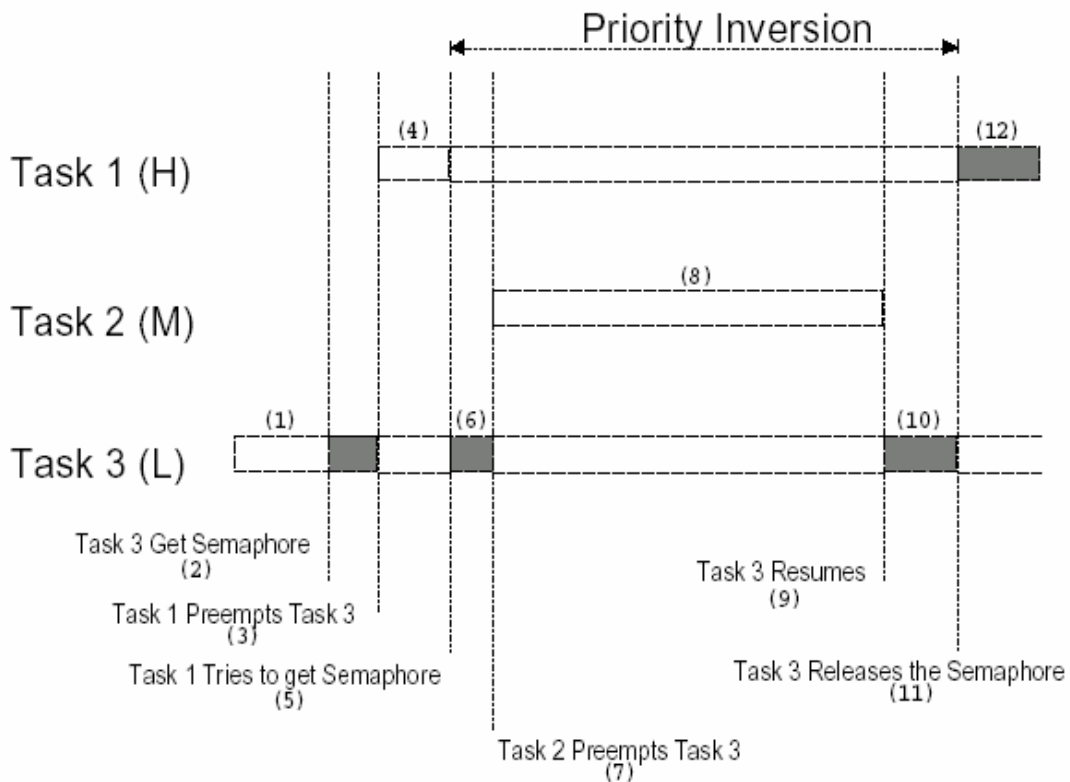 Priority Inversion
(4)
(12)
Task 1 (H)
(8)
Task 2 (M)
(1)
(6)
(10)
Task 3 (L)
Task 3 Get Semaphore
(2)
Task 3 Resumes
(9)
Task 1 Preempts Task 3
(3)
Task 1 Tries to get Semaphore
(5)
Task 3 Releases the Semaphore
(11)
Task 2 Preempts Task 3
(7)